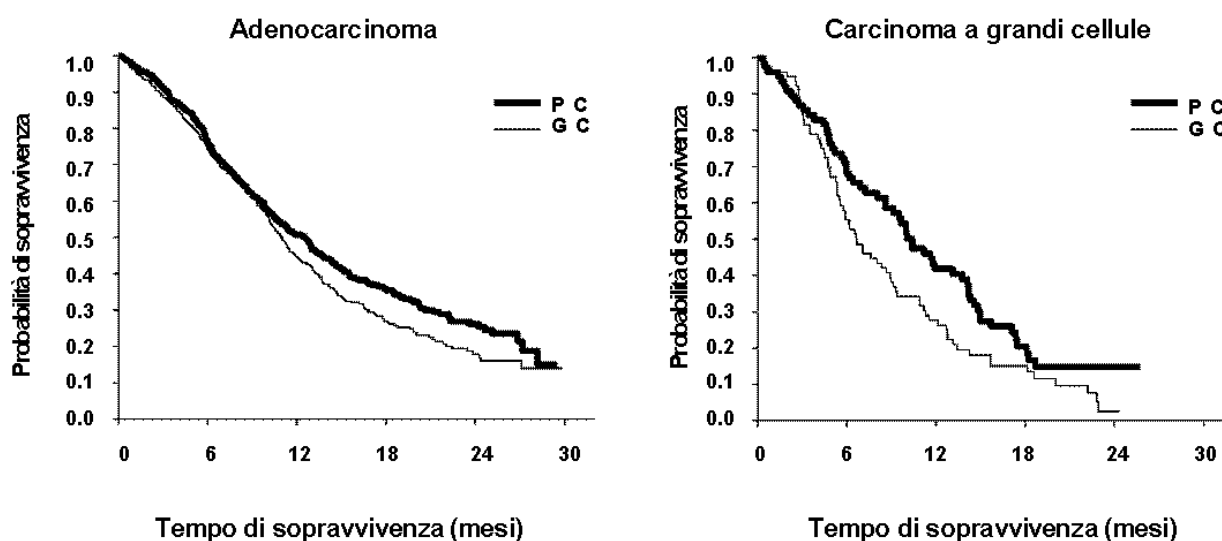 Adenocarcinoma
Probabilità di sopravvivenza
1.0
0.9
0.8
0.7
0.6
0.5
0.4
0.3
0.2
0.1
0.0
P C
G C
0 6 12 18 24 30
Tempo di sopravvivenza (mesi)
Carcinoma a grandi cellule
Probabilità di sopravvivenza
1.0
0.9
0.8
0.7
0.6
0.5
0.4
0.3
0.2
0.1
0.0
P C
G C
0 6 12 18 24 30
Tempo di sopravvivenza (mesi)